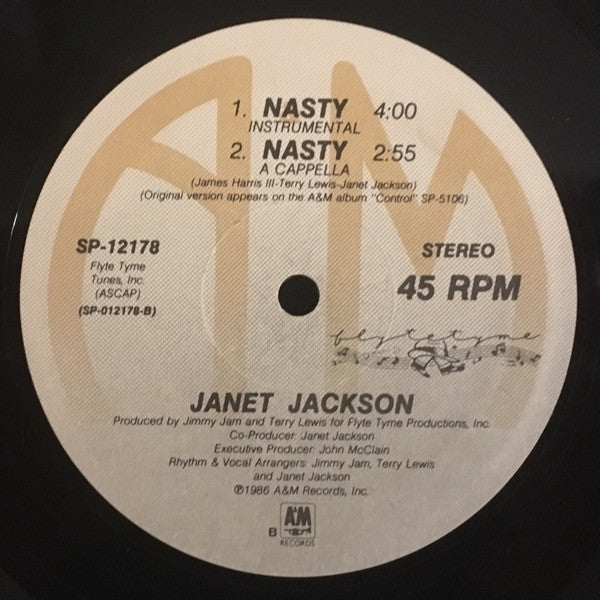 1. NASTY 4:00
INSTRUMENTAL
2. NASTY 2:55
A CAPPELLA
(James Harris III-Terry Lewis-Janet Jackson)
(Original version appears on the A&M album "Control" SP-5106)
SP-12178
Flyte Tyme
Tunes, Inc.
(ASCAP)
(SP-012178-B)
STEREO
45 RPM
flytetyme
JANET JACKSON
Produced by Jimmy Jam and Terry Lewis for Flyte Tyme Productions, Inc.
Co-Producer: Janet Jackson
Executive Producer: John McClain
Rhythm & Vocal Arrangers: Jimmy Jam, Terry Lewis
and Janet Jackson
℗1986 A&M Records, Inc.
B
A&M
RECORDS